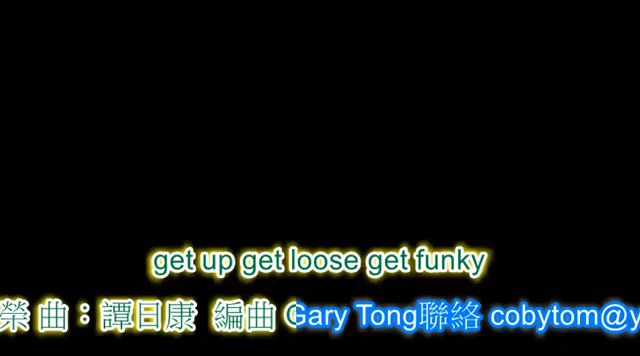 get up get loose get funky
榮 曲：譚日康 編曲 Gary Tong聯絡 cobytom@y